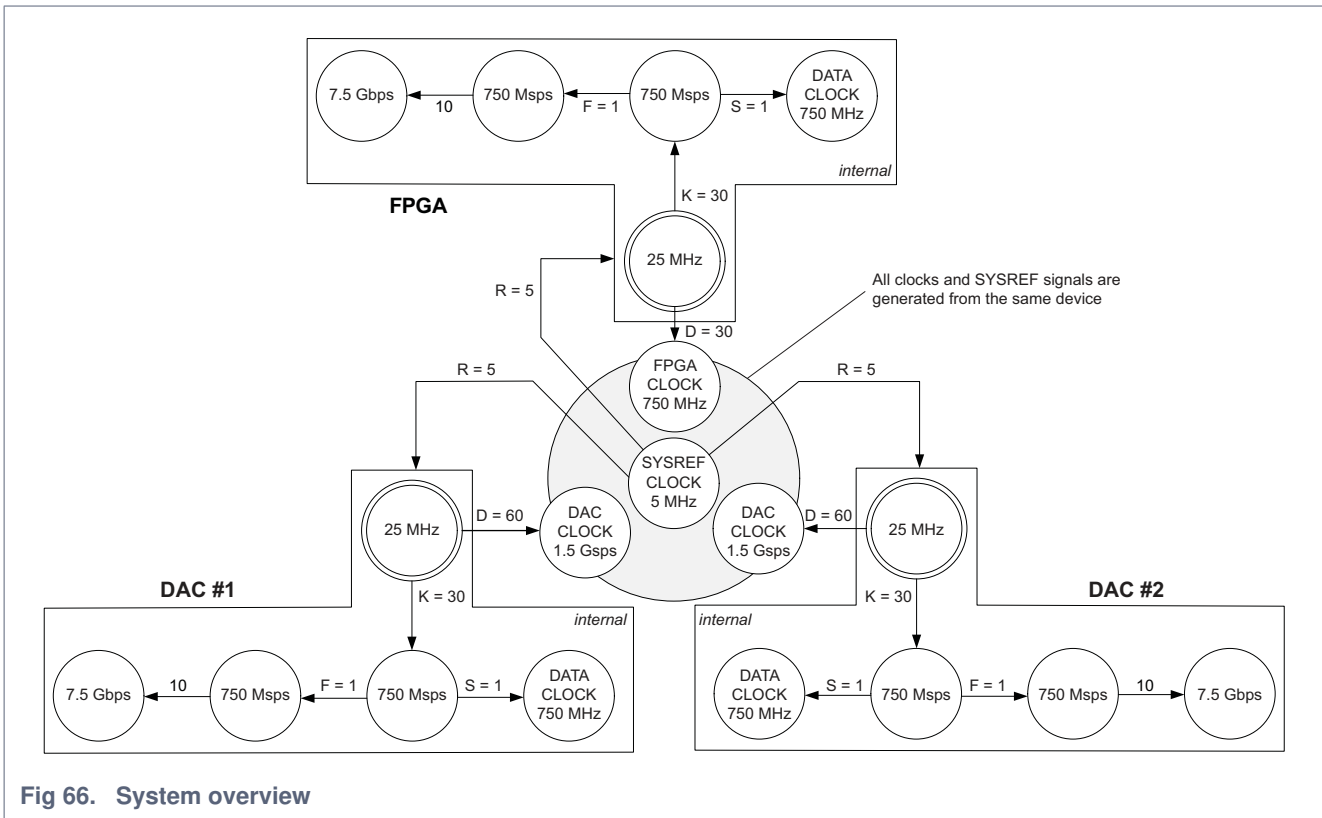 7.5 Gbps
10
750 Msps
F = 1
750 Msps
S = 1
DATA
CLOCK
750 MHz
internal
K = 30
FPGA
25 MHz
R = 5
All clocks and SYSREF signals are
generated from the same device
D = 30
FPGA
CLOCK
750 MHz
R = 5
R = 5
SYSREF
CLOCK
5 MHz
25 MHz
D = 60
DAC
CLOCK
1.5 Gsps
DAC
CLOCK
1.5 Gsps
D = 60
25 MHz
DAC #1
K = 30
internal
7.5 Gbps
10
750 Msps
F = 1
750 Msps
S = 1
DATA
CLOCK
750 MHz
K = 30
DAC #2
internal
DATA
CLOCK
750 MHz
S = 1
750 Msps
F = 1
750 Msps
10
7.5 Gbps
Fig 66. System overview